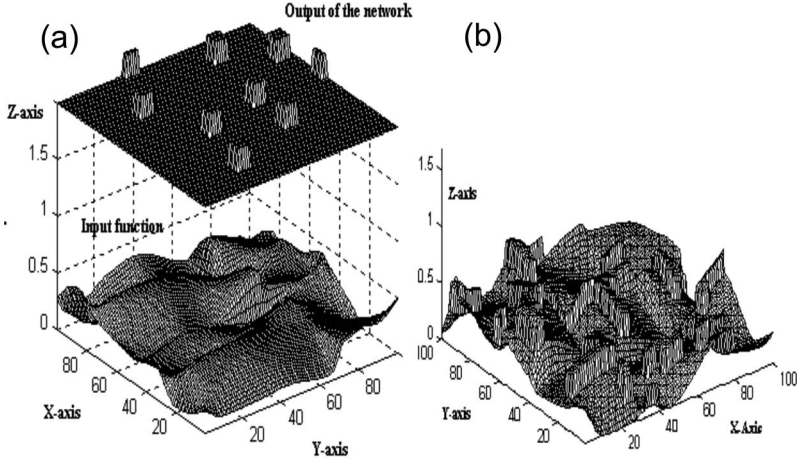 (a)
Output of the network
(b)
Z-axis
1.5
1
0.5
0
Input function
80
60
40
20
X-axis
20
40
60
80
Y-axis
Z-axis
1.5
1
0.5
0
100
80
60
40
20
Y-axis
20
40
60
80
100
X-Axis